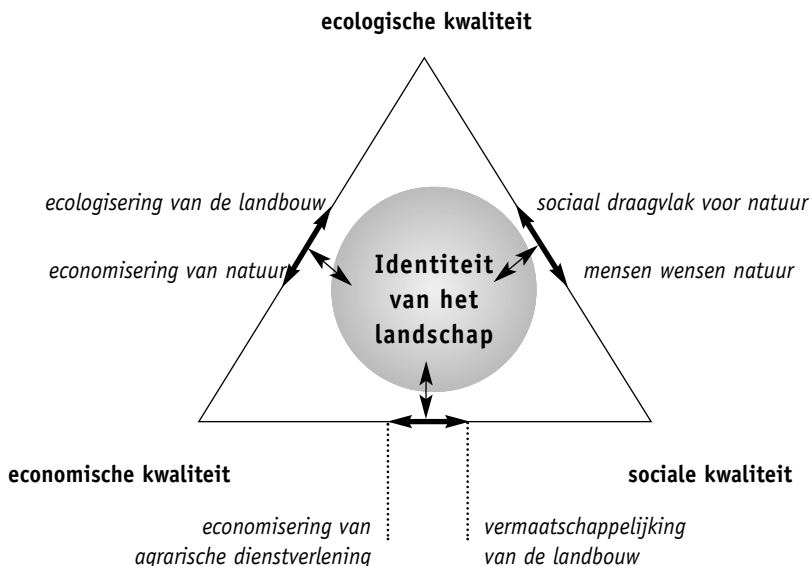 ecologische kwaliteit
ecologisering van de landbouw
sociaal draagvlak voor natuur
economisering van natuur
mensen wensen natuur
Identiteit
van het
landschap
economische kwaliteit
sociale kwaliteit
economisering van
agrarische dienstverlening
vermaatschappelijking
van de landbouw